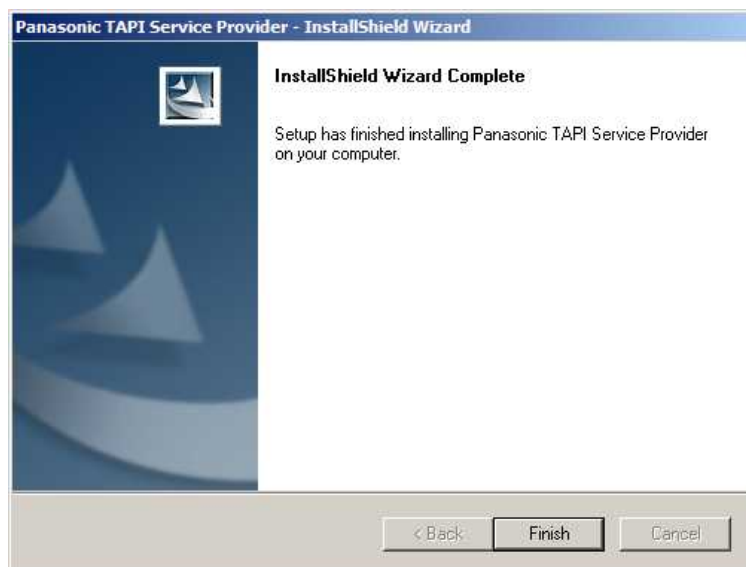 Panasonic TAPI Service Provider - InstallShield Wizard
InstallShield Wizard Complete
Setup has finished installing Panasonic TAPI Service Provider
on your computer.
< Back
Finish
Cancel